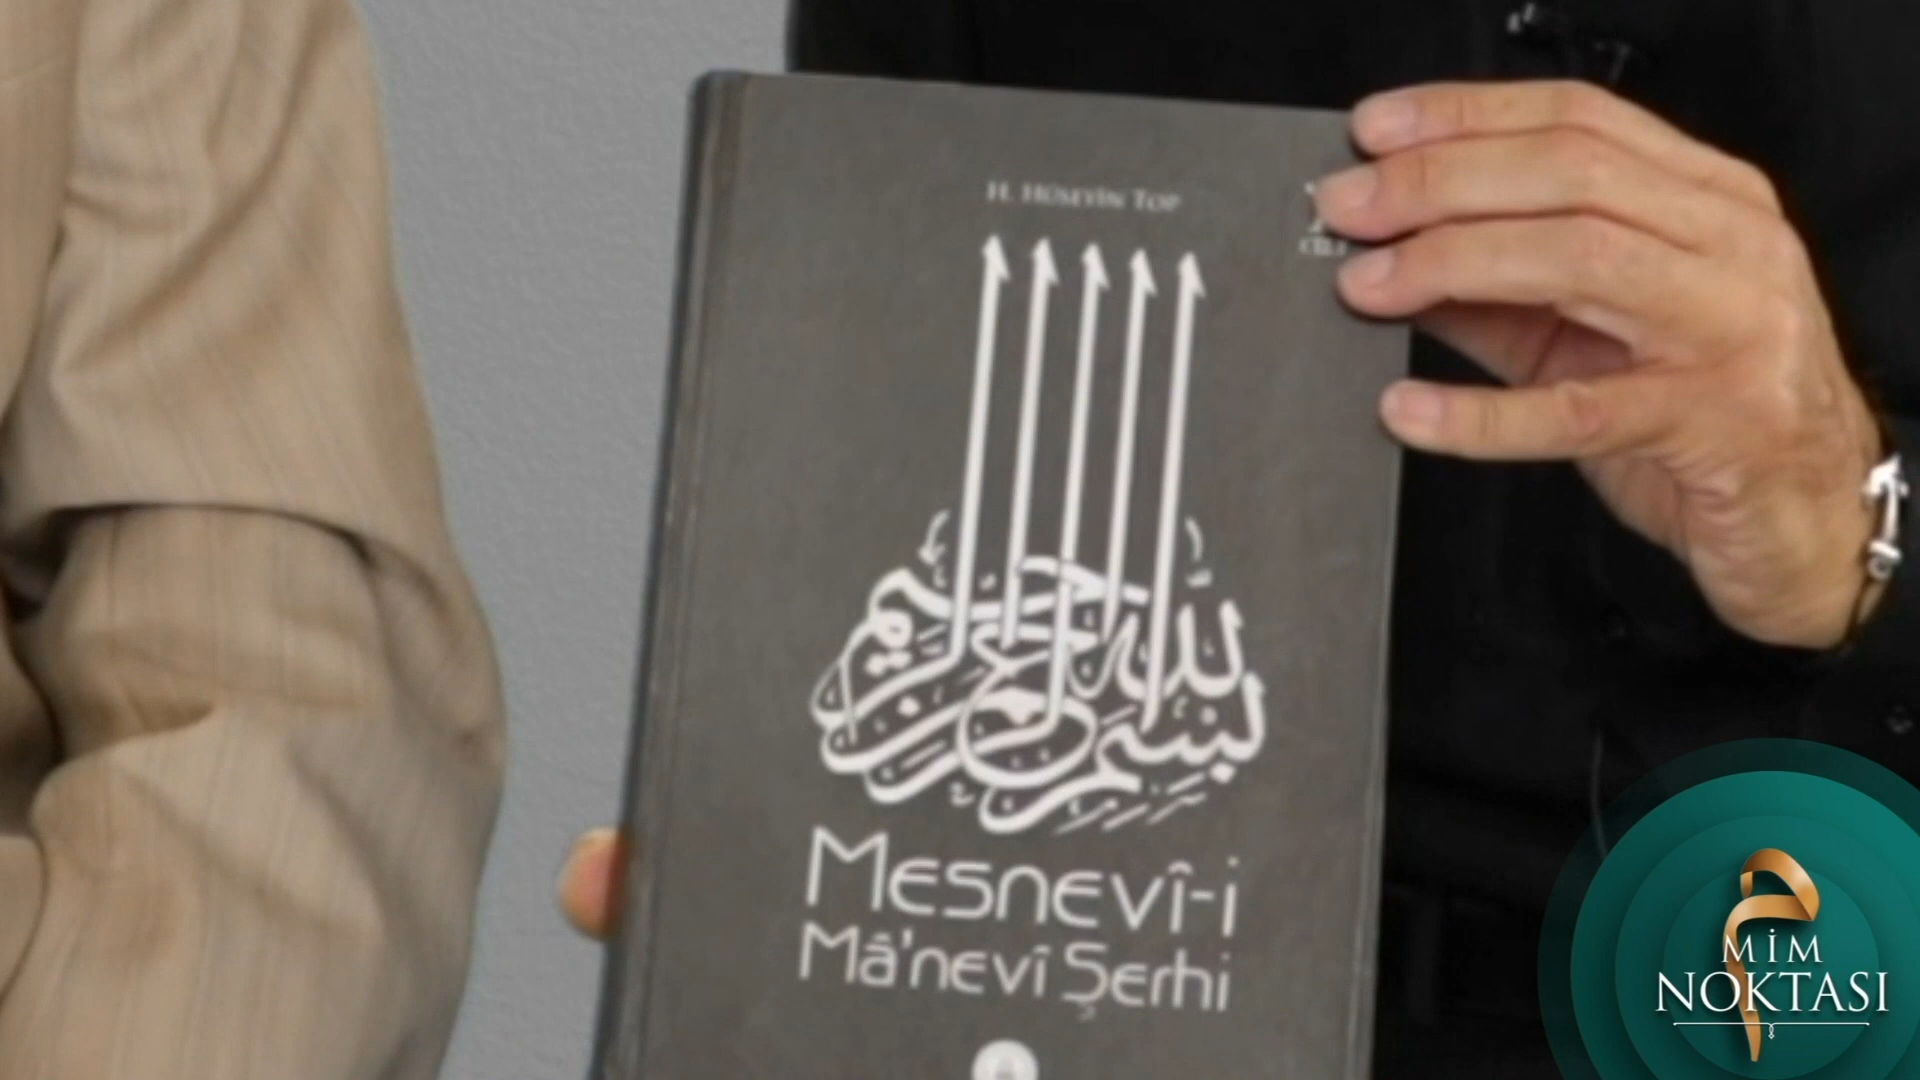 H. HÜSEYİN TOP
بسم الله الرحمن الرحيم
Mesnevî-i
Mâ'nevî Şerhi
MİM
NOKTASI